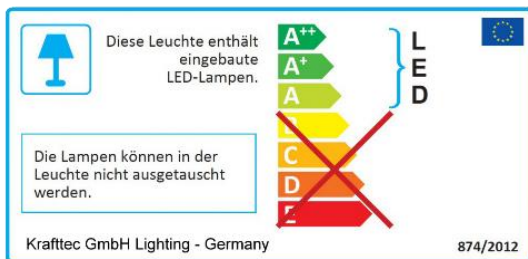 Diese Leuchte enthält
eingebaute
LED-Lampen.
A++
A+
A
B
C
D
E
L
E
D
Die Lampen können in der
Leuchte nicht ausgetauscht
werden.
Krafttec GmbH Lighting - Germany
874/2012